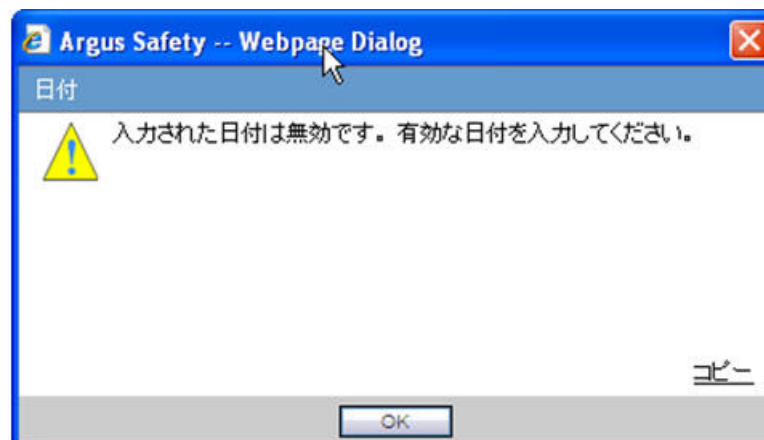 Argus Safety -- Webpage Dialog
日付
入力された日付は無効です。有効な日付を入力してください。
コピー
OK